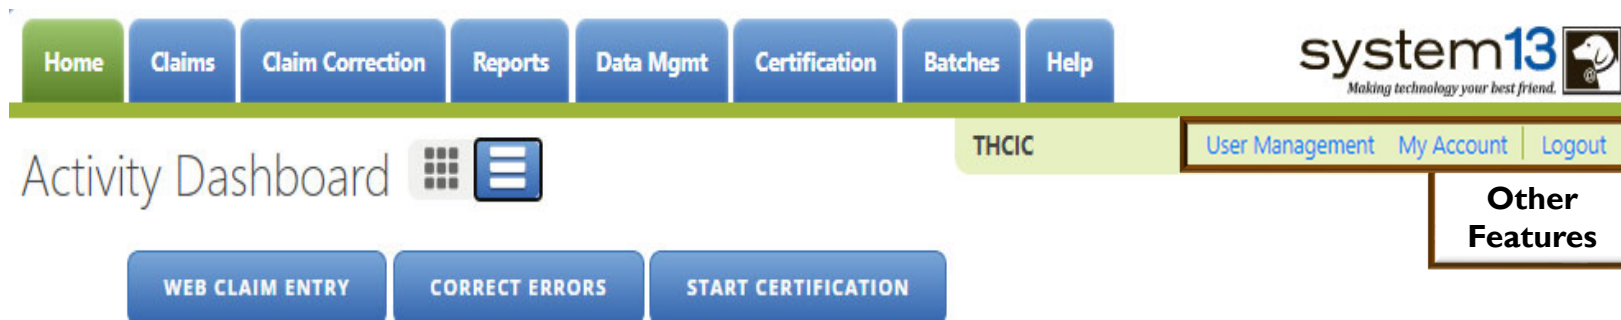 Home Claims Claim Correction Reports Data Mgmt Certification Batches Help
system13
Making technology your best friend.
THCIC User Management My Account Logout
Activity Dashboard
Other
Features
WEB CLAIM ENTRY CORRECT ERRORS START CERTIFICATION